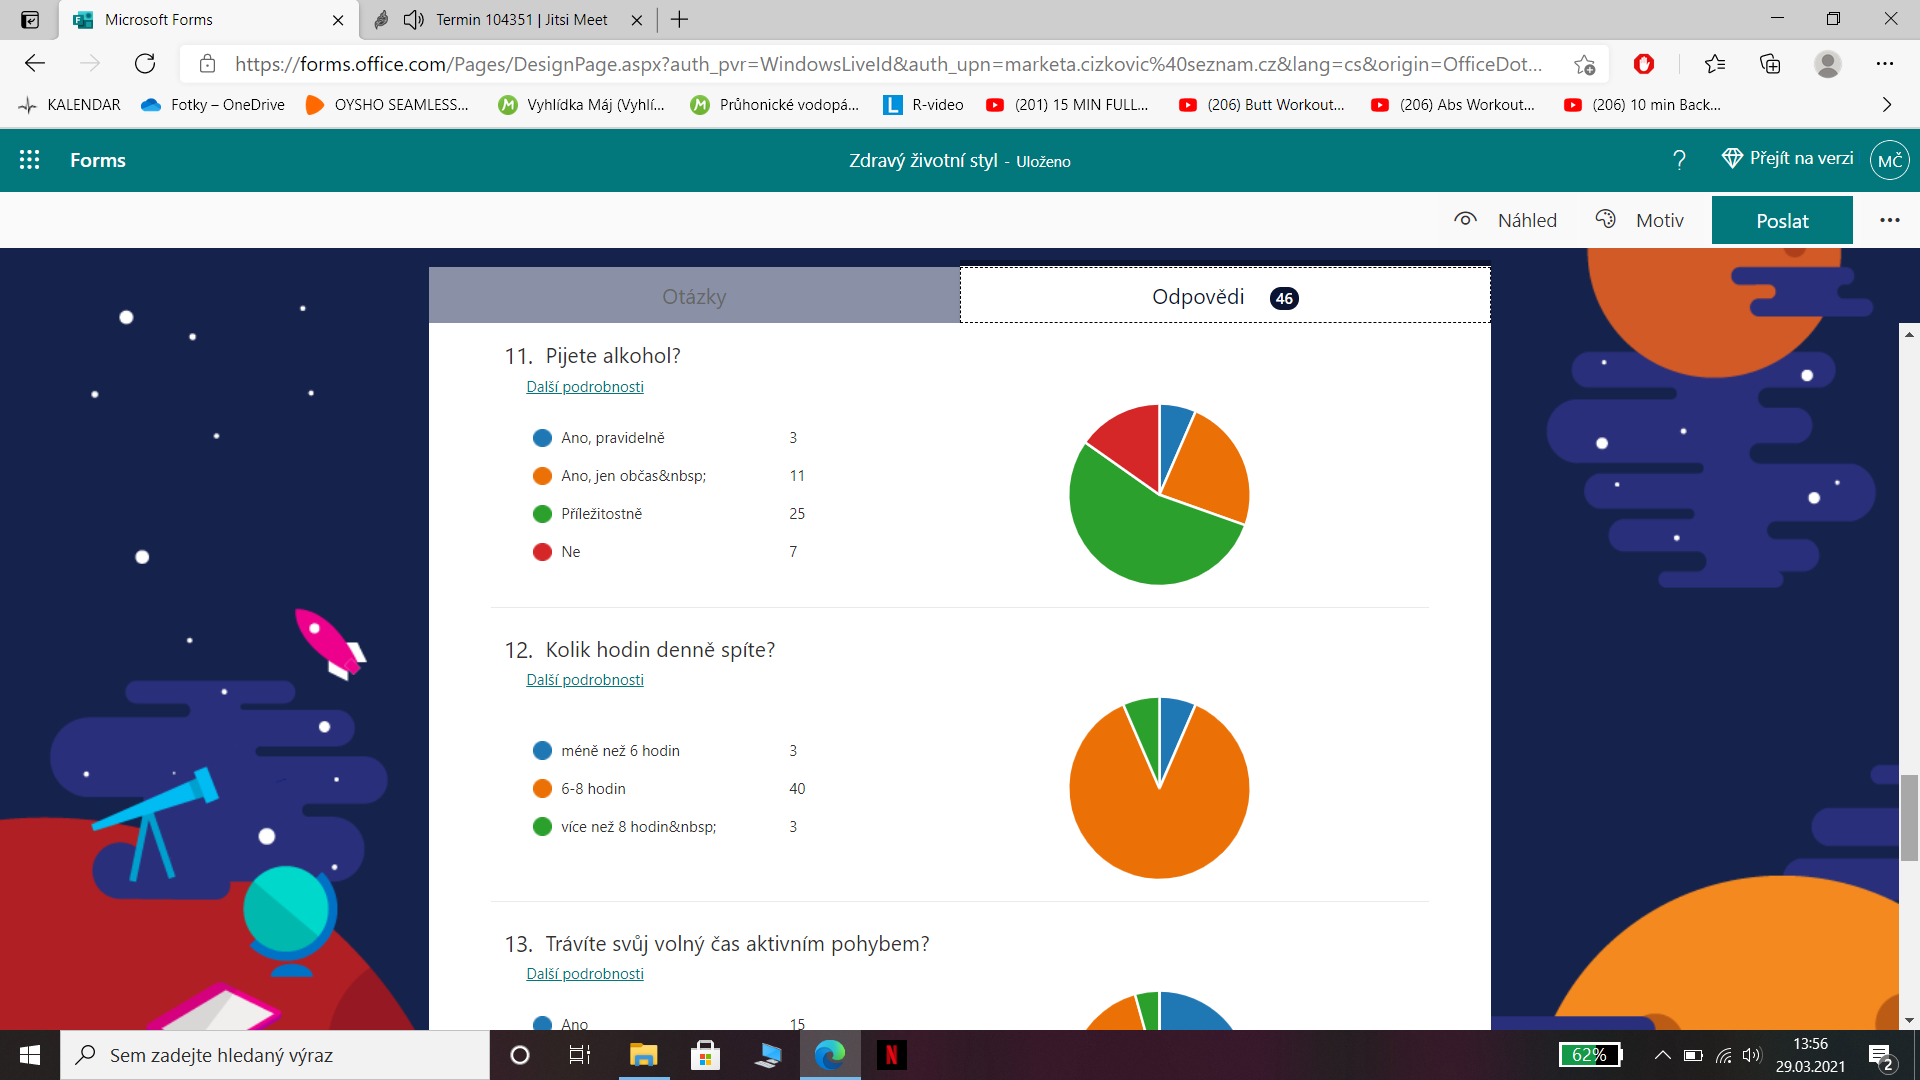 Microsoft Forms
Termin 104351 | Jitsi Meet
https://forms.office.com/Pages/DesignPage.aspx?auth_pvr=WindowsLiveId&auth_upn=marketa.cizkovic%40seznam.cz&lang=cs&origin=OfficeDot...
KALENDAR
Fotky – OneDrive
OYSHO SEAMLESS...
Vyhlídka Máj (Vyhlí...
Průhonické vodopá...
L
R-video
(201) 15 MIN FULL...
(206) Butt Workout...
(206) Abs Workout...
(206) 10 min Back...
Forms
Zdravý životní styl - Uloženo
?
Přejít na verzi
MČ
Náhled
Motiv
Poslat
Otázky
Odpovědi 46
11. Pijete alkohol?
Další podrobnosti
Ano, pravidelně 3
Ano, jen občas&nbsp; 11
Příležitostně 25
Ne 7
12. Kolik hodin denně spíte?
Další podrobnosti
méně než 6 hodin 3
6-8 hodin 40
více než 8 hodin&nbsp; 3
13. Trávíte svůj volný čas aktivním pohybem?
Další podrobnosti
Ano 15
Sem zadejte hledaný výraz
N
62%
13:56
29.03.2021
2